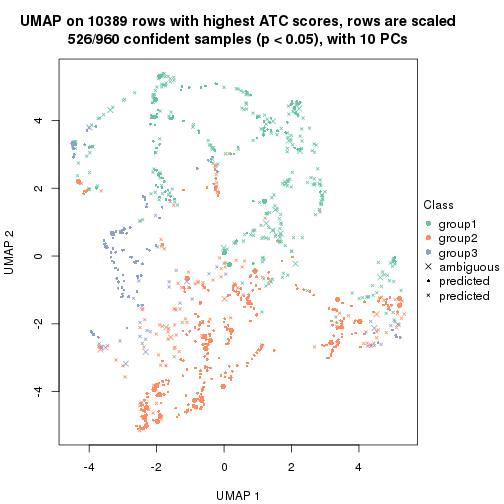 UMAP on 10389 rows with highest ATC scores, rows are scaled
526/960 confident samples (p < 0.05), with 10 PCs
UMAP 2
4
2
0
-2
-4
-4
-2
0
2
4
UMAP 1
Class
group1
group2
group3
ambiguous
predicted
predicted